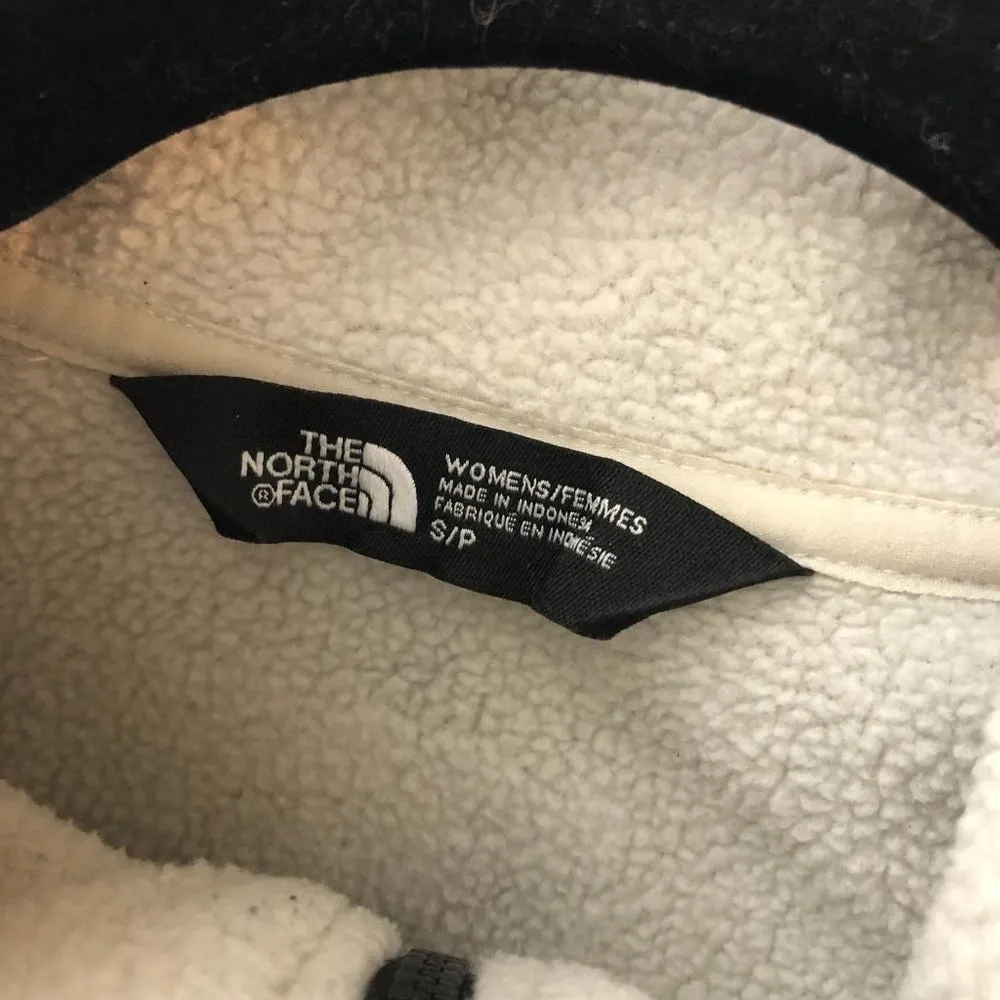 THE
NORTH
®FACE
WOMENS/FEMMES
MADE IN INDONESIA
FABRIQUÉ EN INDONÉSIE
S/P